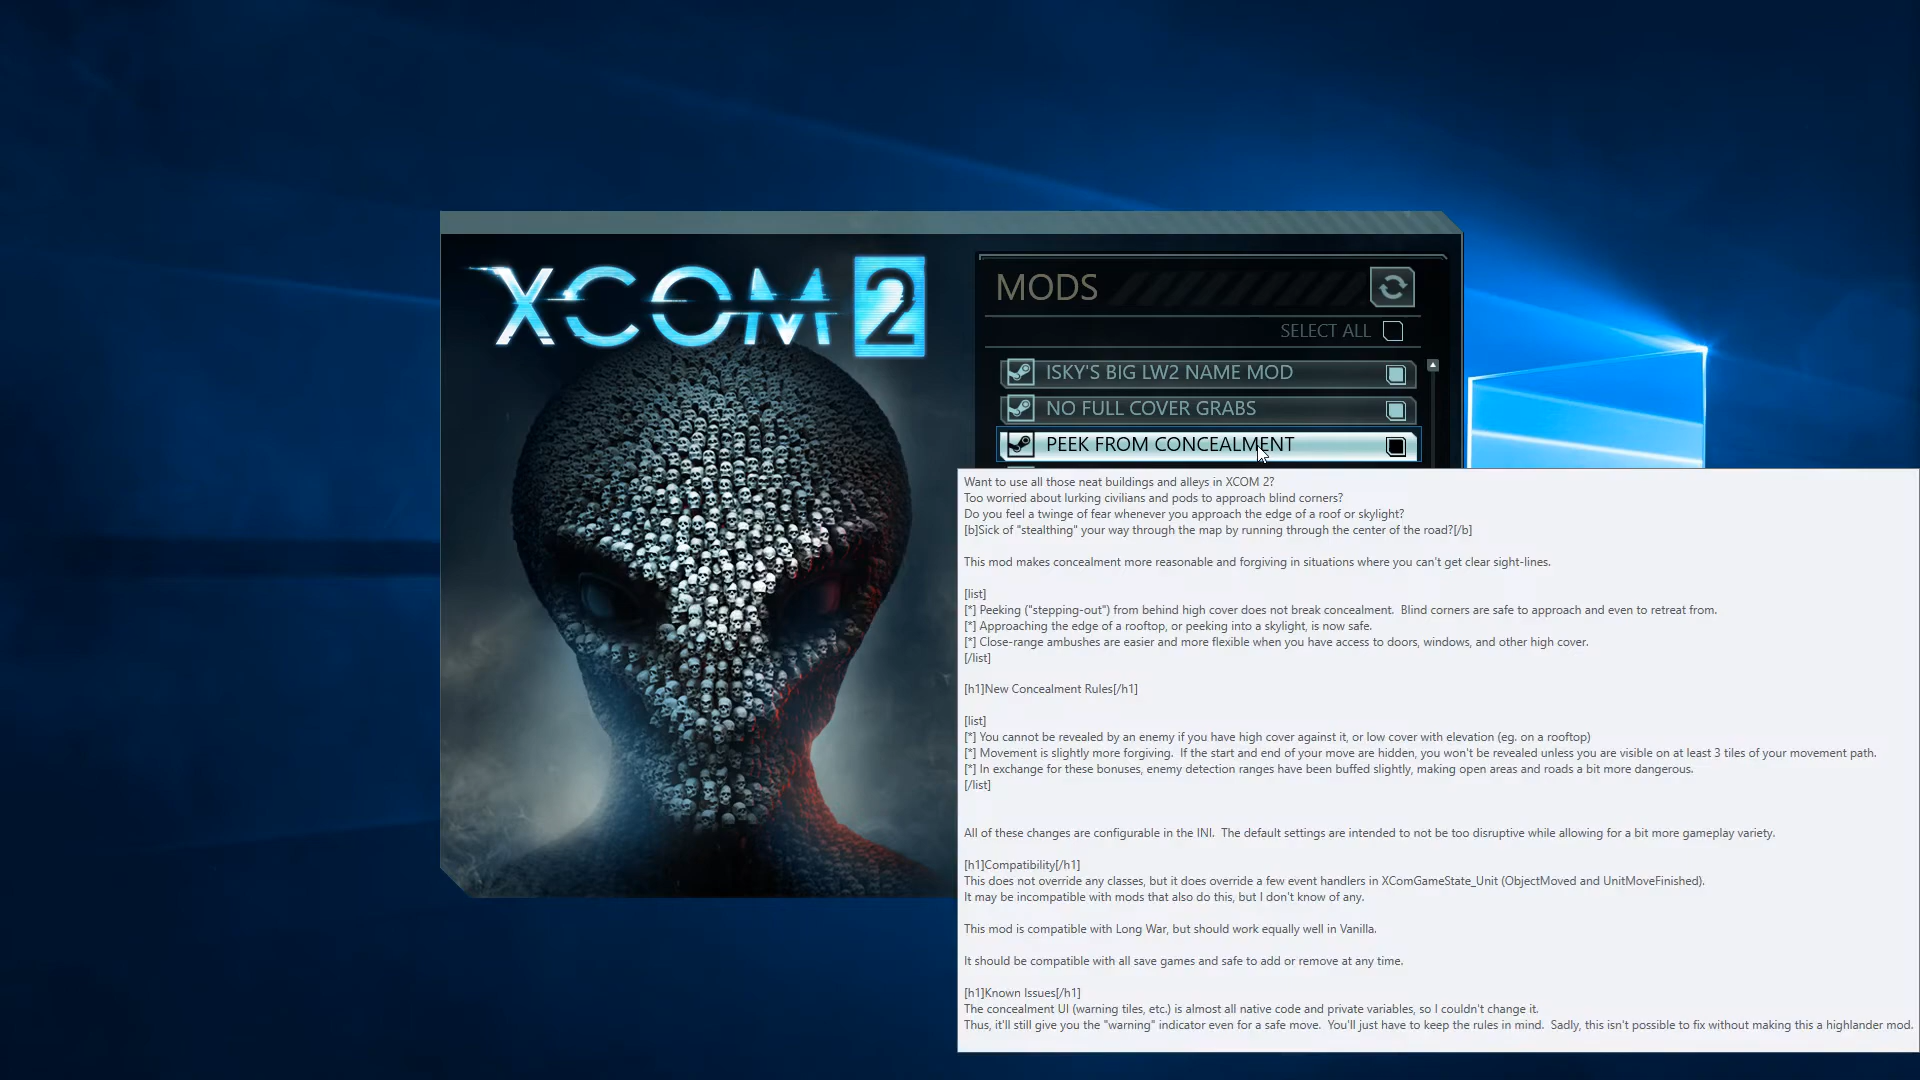 XCOM 2
MODS
SELECT ALL
ISKY'S BIG LW2 NAME MOD
NO FULL COVER GRABS
PEEK FROM CONCEALMENT
Want to use all those neat buildings and alleys in XCOM 2?
Too worried about lurking civilians and pods to approach blind corners?
Do you feel a twinge of fear whenever you approach the edge of a roof or skylight?
[b]Sick of "stealthing" your way through the map by running through the center of the road?[/b]
This mod makes concealment more reasonable and forgiving in situations where you can't get clear sight-lines.
[list]
[*] Peeking ("stepping-out") from behind high cover does not break concealment.  Blind corners are safe to approach and even to retreat from.
[*] Approaching the edge of a rooftop, or peeking into a skylight, is now safe.
[*] Close-range ambushes are easier and more flexible when you have access to doors, windows, and other high cover.
[/list]
[h1]New Concealment Rules[/h1]
[list]
[*] You cannot be revealed by an enemy if you have high cover against it, or low cover with elevation (eg. on a rooftop)
[*] Movement is slightly more forgiving.  If the start and end of your move are hidden, you won't be revealed unless you are visible on at least 3 tiles of your movement path.
[*] In exchange for these bonuses, enemy detection ranges have been buffed slightly, making open areas and roads a bit more dangerous.
[/list]
All of these changes are configurable in the INI.  The default settings are intended to not be too disruptive while allowing for a bit more gameplay variety.
[h1]Compatibility[/h1]
This does not override any classes, but it does override a few event handlers in XComGameState_Unit (ObjectMoved and UnitMoveFinished).
It may be incompatible with mods that also do this, but I don't know of any.
This mod is compatible with Long War, but should work equally well in Vanilla.
It should be compatible with all save games and safe to add or remove at any time.
[h1]Known Issues[/h1]
The concealment UI (warning tiles, etc.) is almost all native code and private variables, so I couldn't change it.
Thus, it'll still give you the "warning" indicator even for a safe move.  You'll just have to keep the rules in mind.  Sadly, this isn't possible to fix without making this a highlander mod.